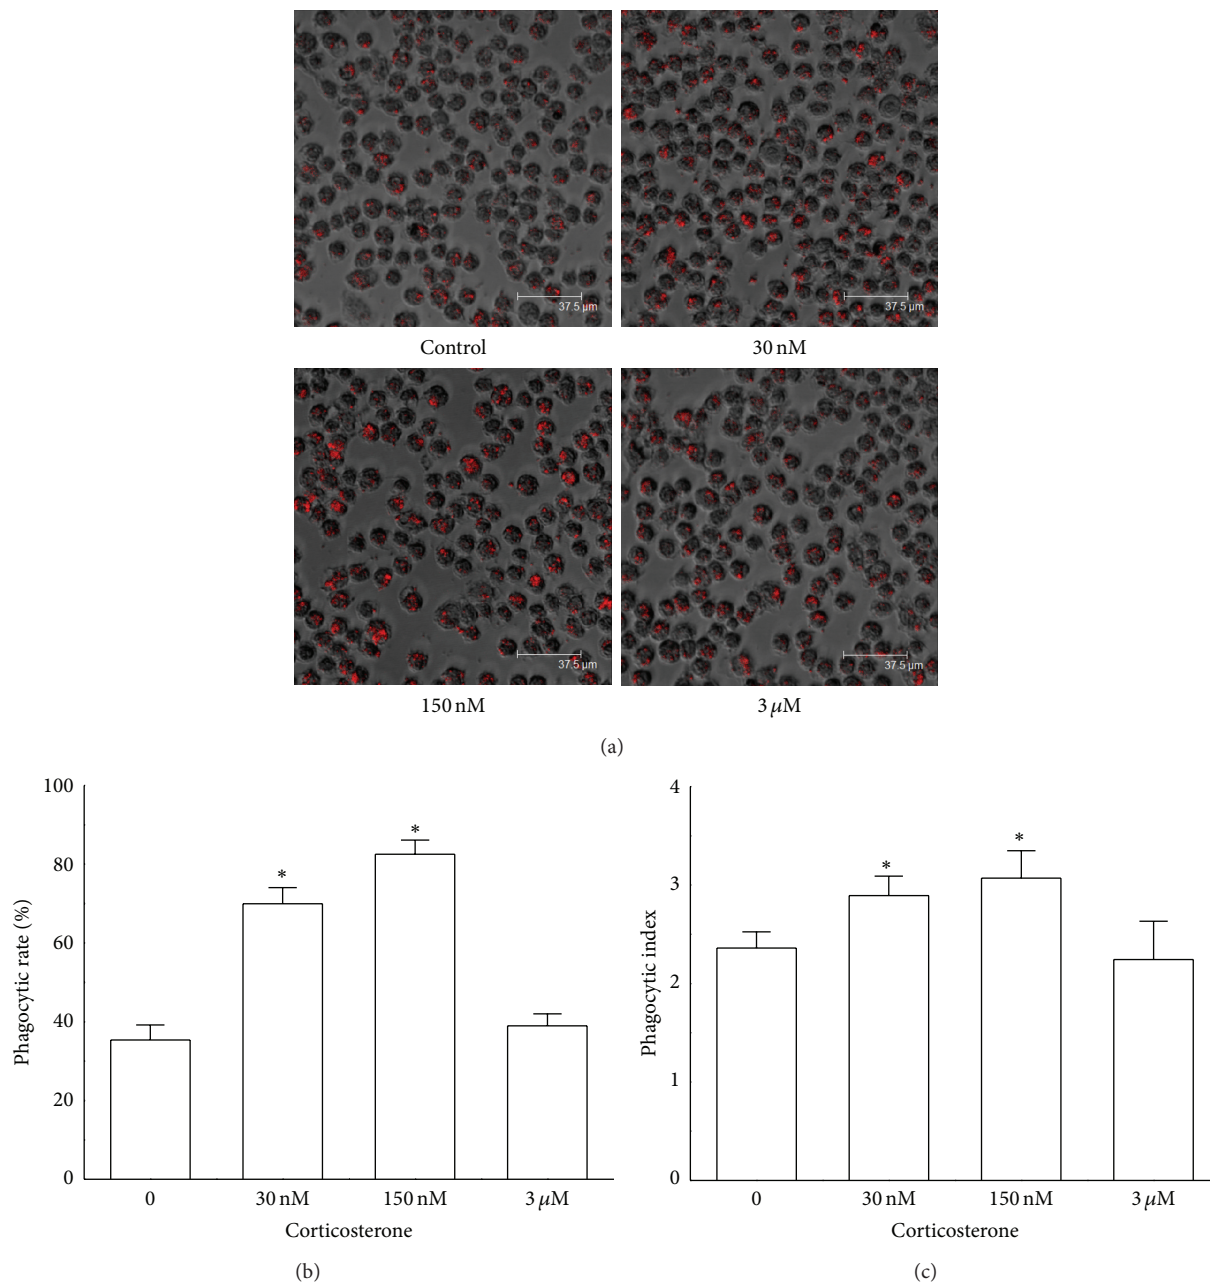 37.5 µm
37.5 µm
Control
30 nM
37.5 µm
37.5 µm
150 nM
3 µM
(a)
100
80
60
40
20
0
Phagocytic rate (%)
*
*
0
30 nM
150 nM
3 µM
Corticosterone
(b)
4
3
2
1
0
Phagocytic index
*
*
0
30 nM
150 nM
3 µM
Corticosterone
(c)